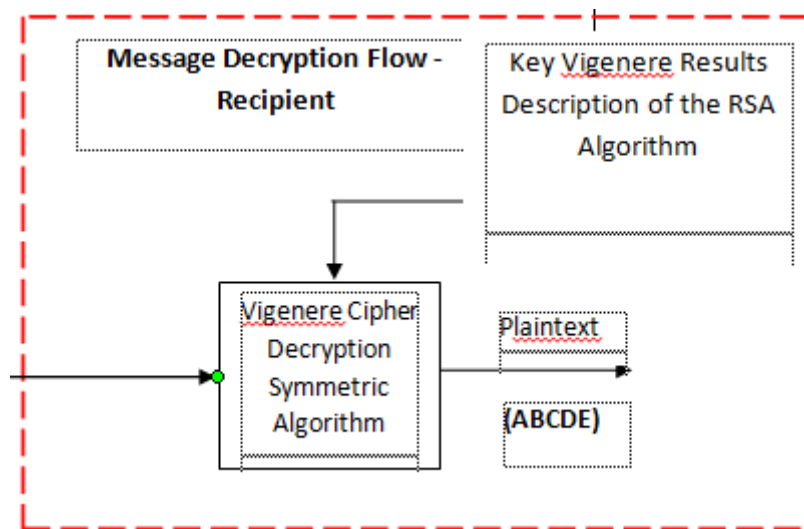 Message Decryption Flow -
Recipient
Key Vigenere Results
Description of the RSA
Algorithm
Vigenere Cipher
Decryption
Symmetric
Algorithm
Plaintext
(ABCDE)